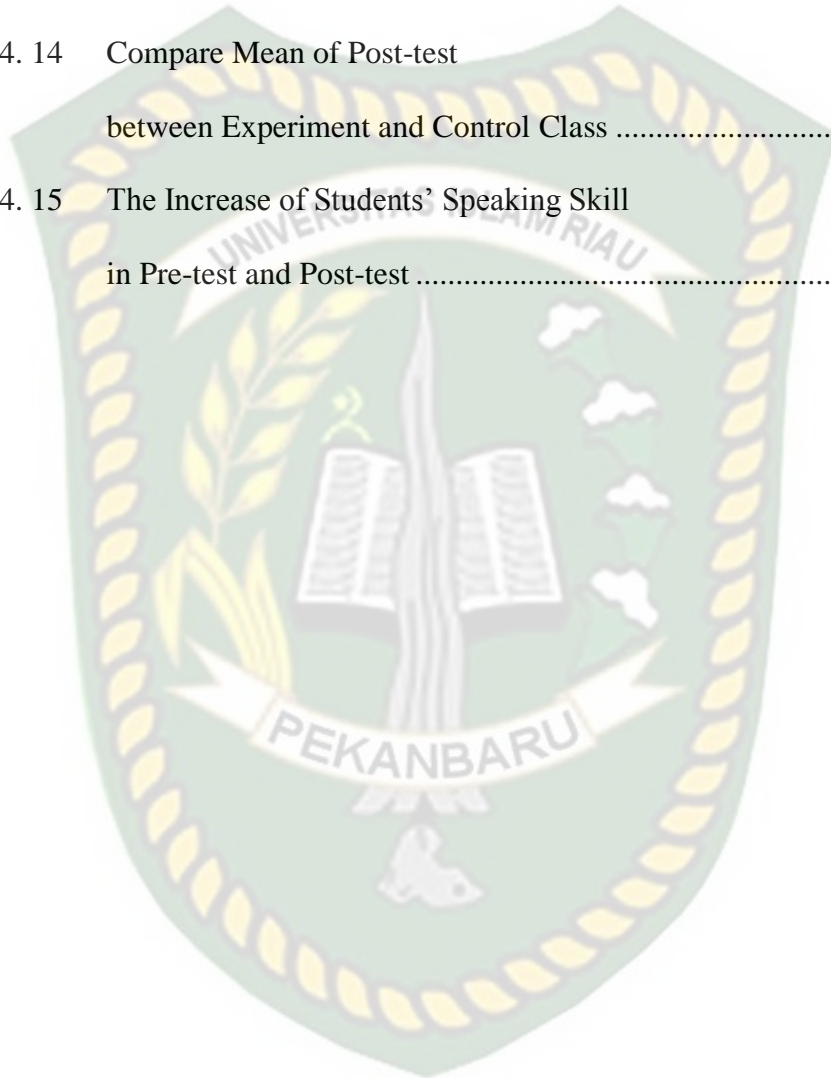 4. 14 Compare Mean of Post-test
between Experiment and Control Class ...........................
4. 15 The Increase of Students’ Speaking Skill
UNIVERSITAS ISLAM RIAU
in Pre-test and Post-test ....................................................
PEKANBARU